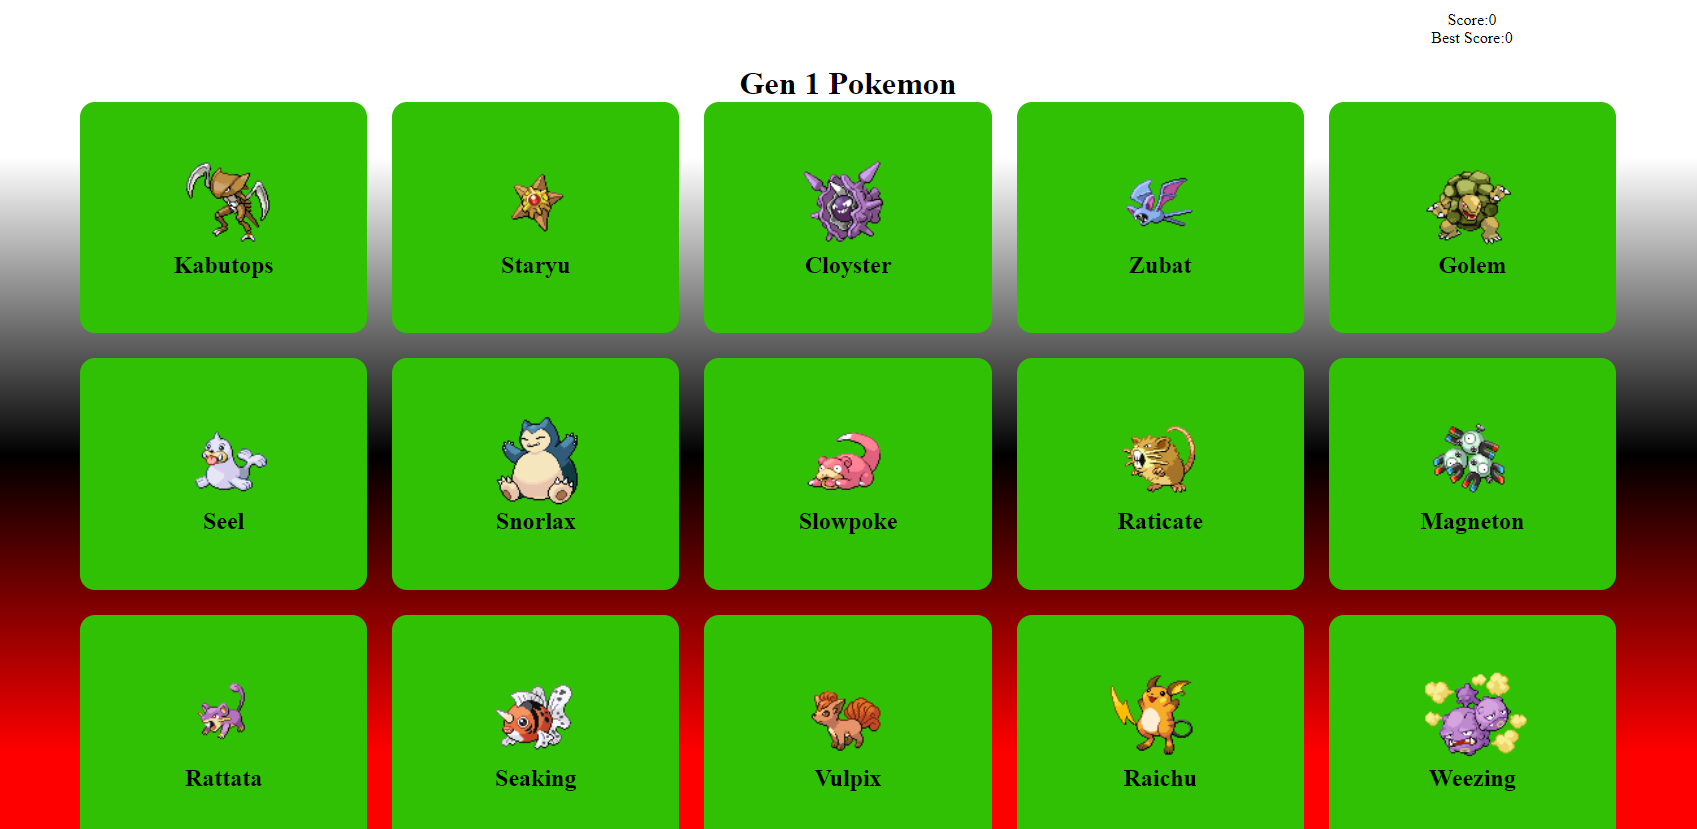 Score:0
Best Score:0
Gen 1 Pokemon
Kabutops
Staryu
Cloyster
Zubat
Golem
Seel
Snorlax
Slowpoke
Raticate
Magneton
Rattata
Seaking
Vulpix
Raichu
Weezing